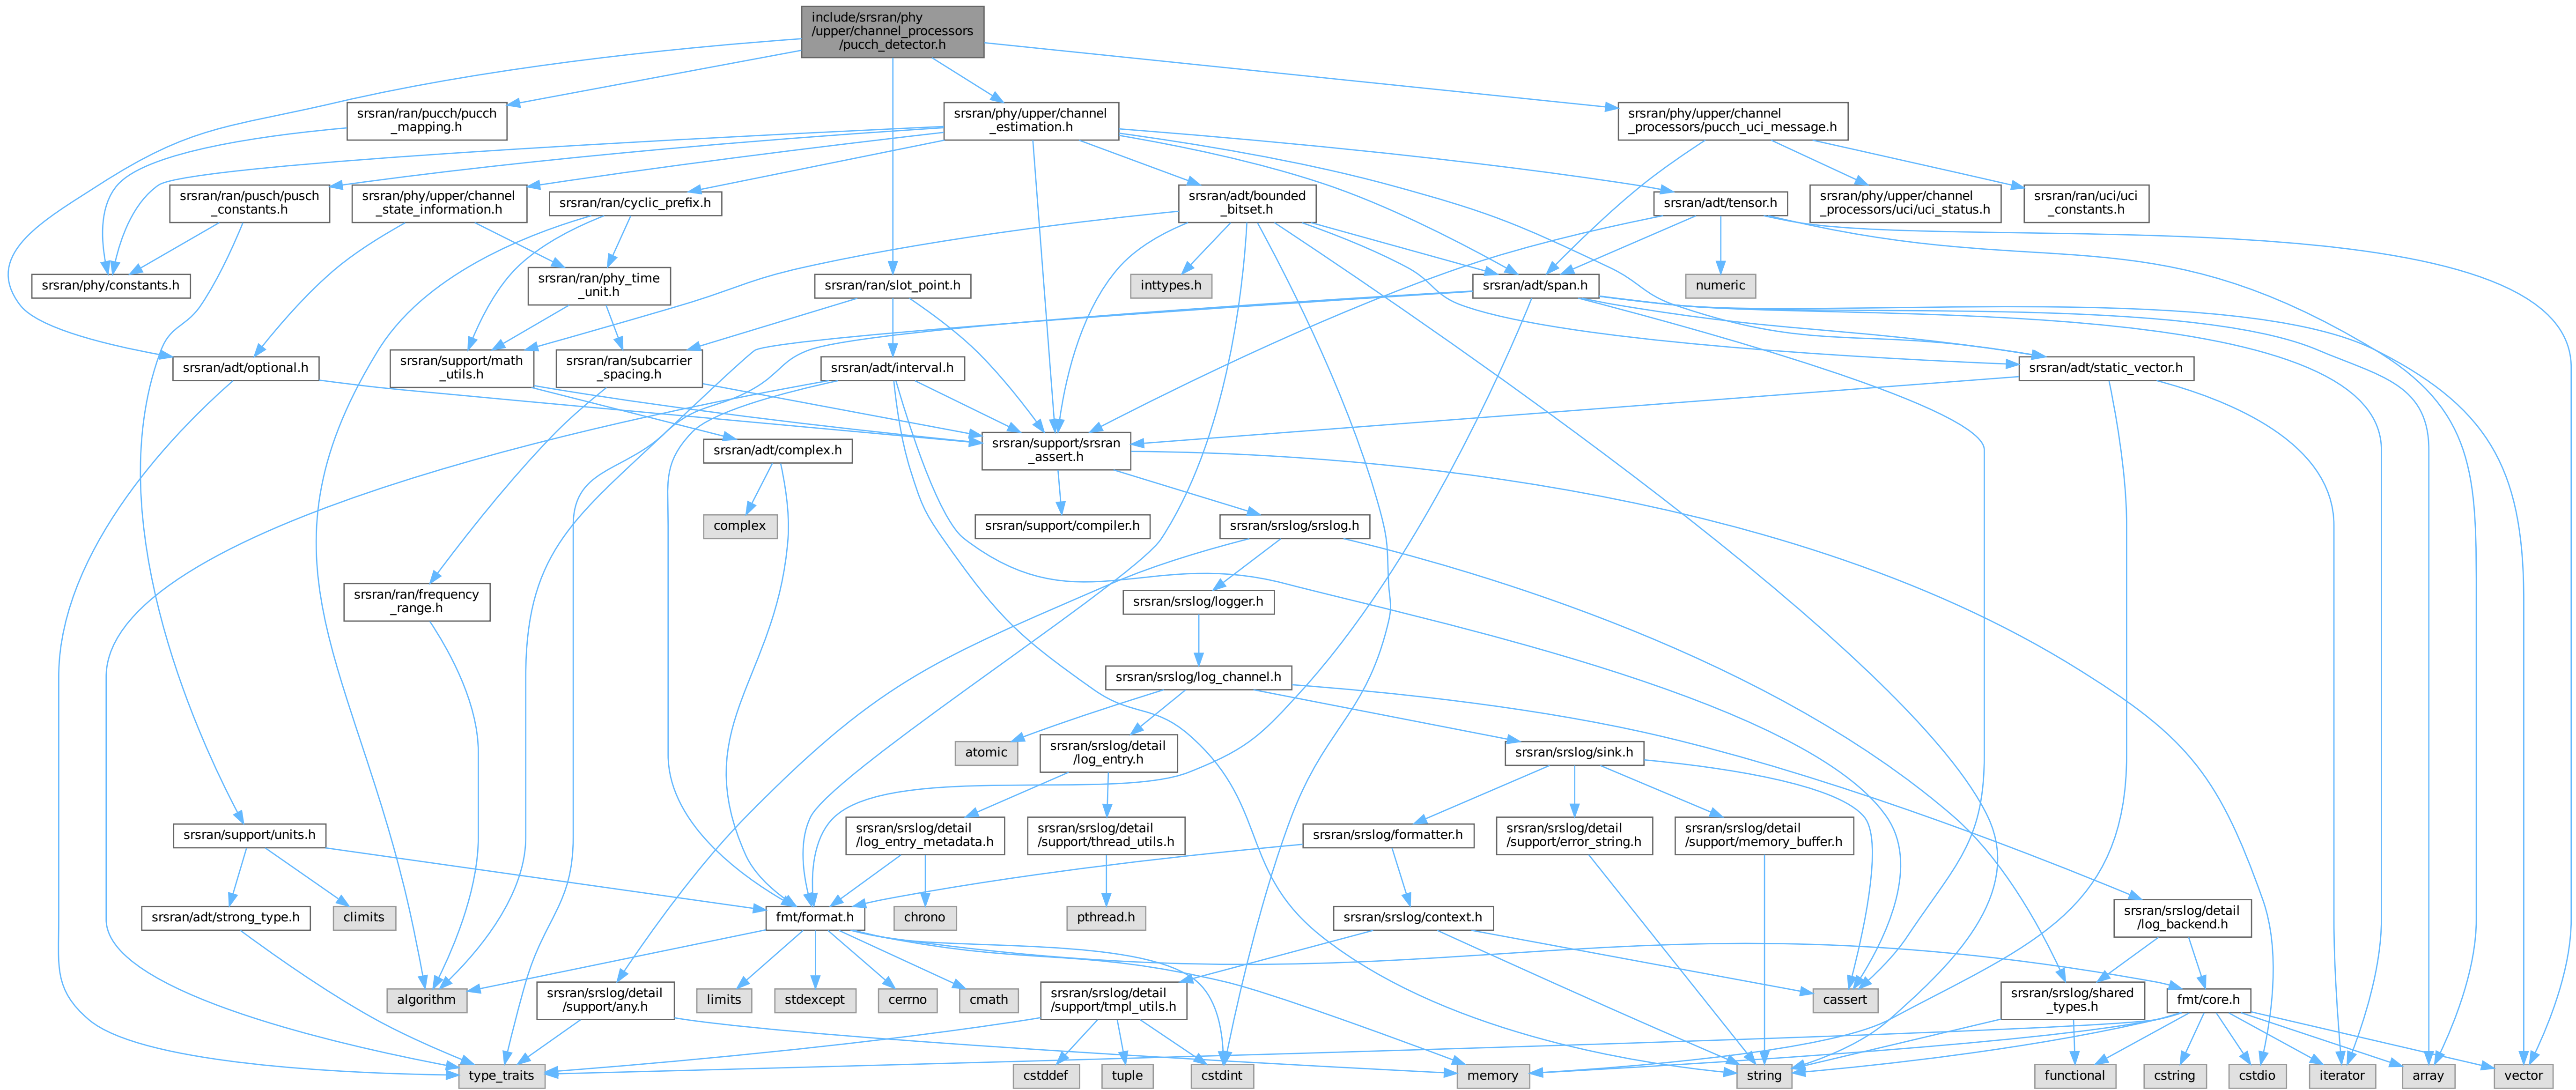 include/srsran/phy
/upper/channel_processors
/pucch_detector.h
srsran/ran/pucch/pucch
_mapping.h
srsran/phy/upper/channel
_estimation.h
srsran/phy/upper/channel
_processors/pucch_uci_message.h
srsran/ran/pusch/pusch
_constants.h
srsran/phy/upper/channel
_state_information.h
srsran/ran/cyclic_prefix.h
srsran/adt/bounded
_bitset.h
srsran/adt/tensor.h
srsran/phy/upper/channel
_processors/uci/uci_status.h
srsran/ran/uci/uci
_constants.h
srsran/phy/constants.h
srsran/ran/phy_time
_unit.h
srsran/ran/slot_point.h
inttypes.h
srsran/adt/span.h
numeric
srsran/adt/optional.h
srsran/support/math
_utils.h
srsran/ran/subcarrier
_spacing.h
srsran/adt/interval.h
srsran/adt/static_vector.h
srsran/adt/complex.h
srsran/support/srsran
_assert.h
complex
srsran/support/compiler.h
srsran/srslog/srslog.h
srsran/ran/frequency
_range.h
srsran/srslog/logger.h
srsran/srslog/log_channel.h
atomic
srsran/srslog/detail
/log_entry.h
srsran/srslog/sink.h
srsran/support/units.h
srsran/srslog/detail
/log_entry_metadata.h
srsran/srslog/detail
/support/thread_utils.h
srsran/srslog/formatter.h
srsran/srslog/detail
/support/error_string.h
srsran/srslog/detail
/support/memory_buffer.h
srsran/adt/strong_type.h
climits
fmt/format.h
chrono
pthread.h
srsran/srslog/context.h
srsran/srslog/detail
/log_backend.h
algorithm
srsran/srslog/detail
/support/any.h
limits
stdexcept
cerrno
cmath
srsran/srslog/detail
/support/tmpl_utils.h
cassert
srsran/srslog/shared
_types.h
fmt/core.h
type_traits
cstddef
tuple
cstdint
memory
string
functional
cstring
cstdio
iterator
array
vector